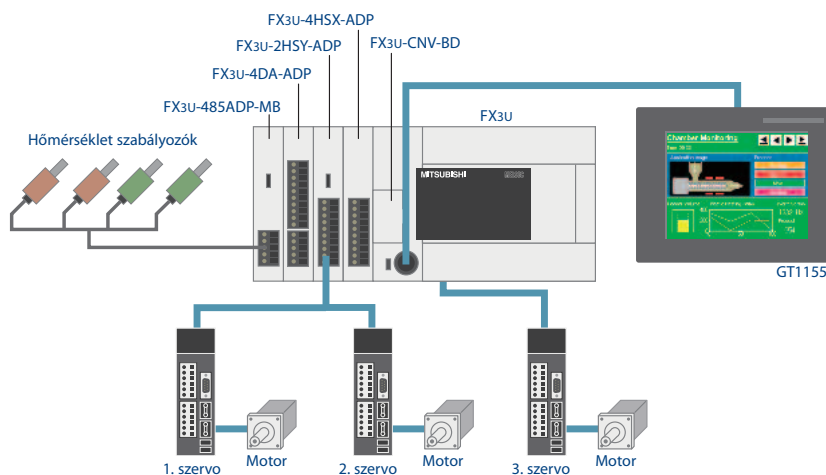 FX3U-4HSX-ADP
FX3U-2HSY-ADP
FX3U-CNV-BD
FX3U-4DA-ADP
FX3U-485ADP-MB
FX3U
Hőmérséklet szabályozók
MITSUBISHI
Chamber Monitoring
GT1155
1. szervo
Motor
2. szervo
Motor
3. szervo
Motor